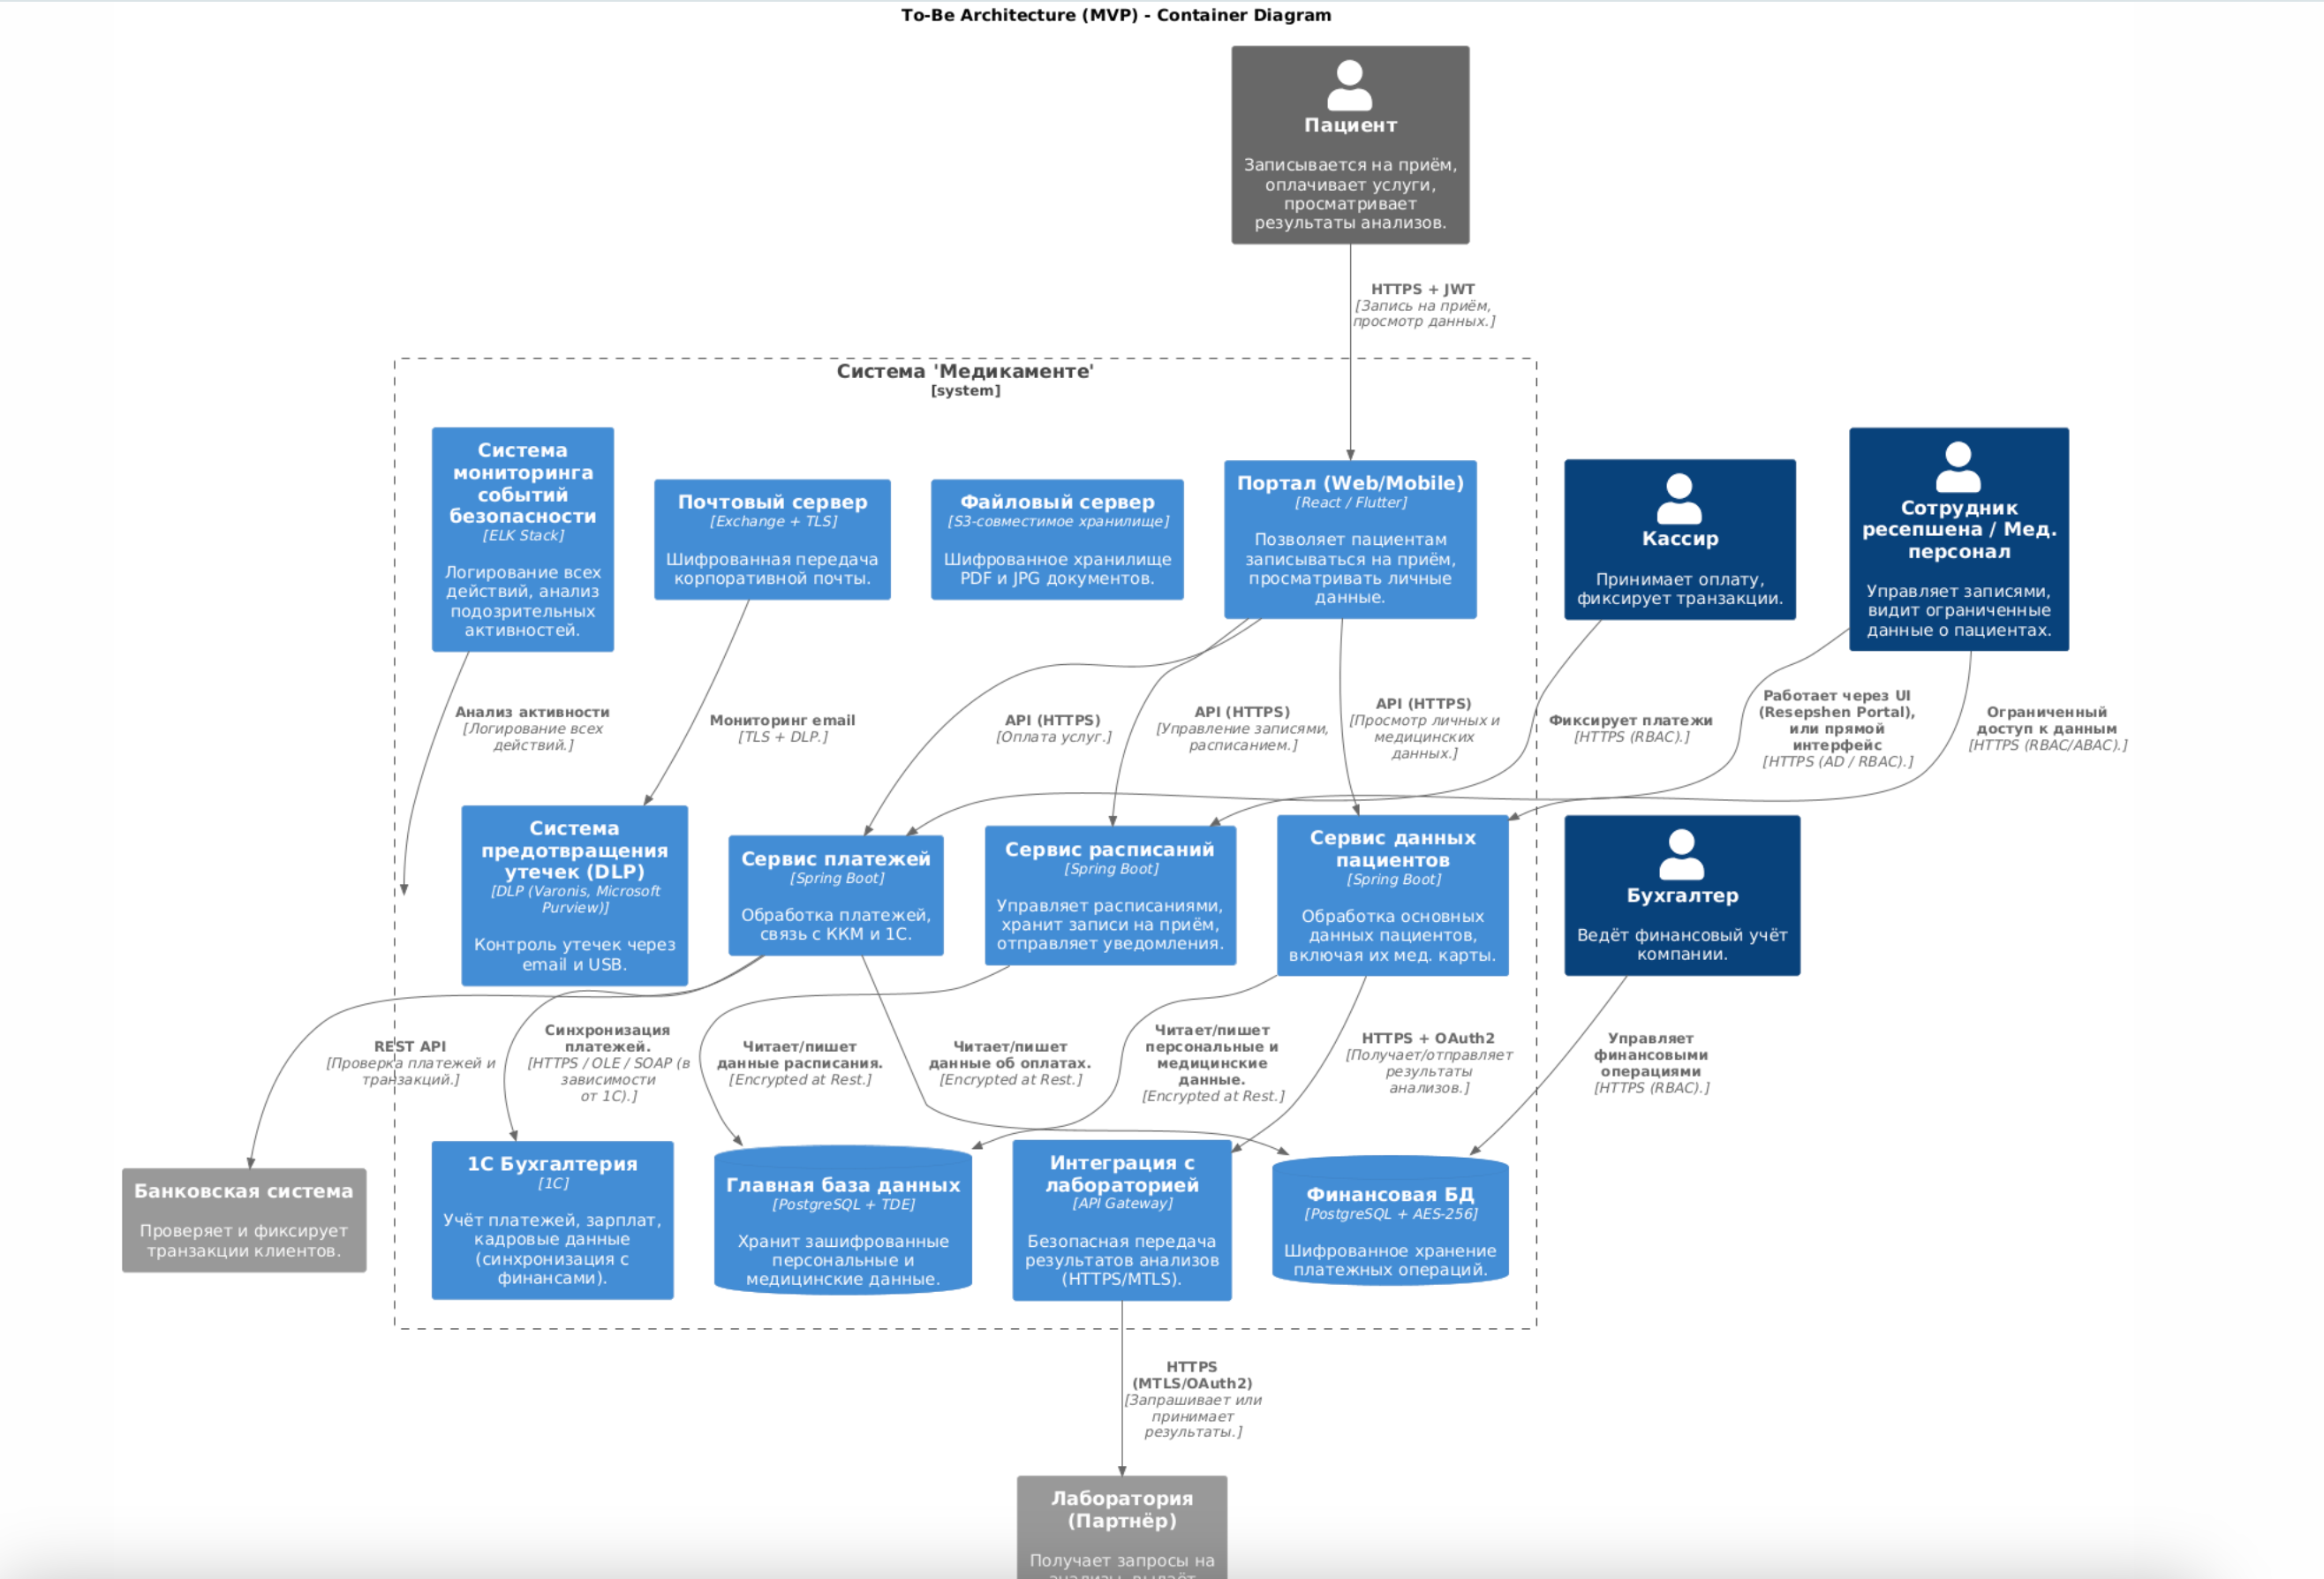 To-Be Architecture (MVP) - Container Diagram
Пациент
Записывается на приём,
оплачивает услуги,
просматривает
результаты анализов.
HTTPS + JWT
[Запись на приём,
просмотр данных.]
Система 'Медикаменте'
[system]
Система
мониторинга
событий
безопасности
[ELK Stack]
Логирование всех
действий, анализ
подозрительных
активностей.
Почтовый сервер
[Exchange + TLS]
Шифрованная передача
корпоративной почты.
Файловый сервер
[S3-совместимое хранилище]
Шифрованное хранилище
PDF и JPG документов.
Портал (Web/Mobile)
[React / Flutter]
Позволяет пациентам
записываться на приём,
просматривать личные
данные.
Кассир
Принимает оплату,
фиксирует транзакции.
Сотрудник
ресепшена / Мед.
персонал
Управляет записями,
видит ограниченные
данные о пациентах.
Анализ активности
[Логирование всех
действий.]
Мониторинг email
[TLS + DLP.]
API (HTTPS)
[Оплата услуг.]
API (HTTPS)
[Управление записями,
расписанием.]
API (HTTPS)
[Просмотр личных и
медицинских
данных.]
Фиксирует платежи
[HTTPS (RBAC).]
Работает через UI
(Resepshen Portal),
или прямой
интерфейс
[HTTPS (AD / RBAC).]
Ограниченный
доступ к данным
[HTTPS (RBAC/ABAC).]
Система
предотвращения
утечек (DLP)
[DLP (Varonis, Microsoft
Purview)]
Контроль утечек через
email и USB.
Сервис платежей
[Spring Boot]
Обработка платежей,
связь с ККМ и 1С.
Сервис расписаний
[Spring Boot]
Управляет расписаниями,
хранит записи на приём,
отправляет уведомления.
Сервис данных
пациентов
[Spring Boot]
Обработка основных
данных пациентов,
включая их мед. карты.
Бухгалтер
Ведёт финансовый учёт
компании.
REST API
[Проверка платежей и
транзакций.]
Синхронизация
платежей.
[HTTPS / OLE / SOAP (в
зависимости
от 1С).]
Читает/пишет
данные расписания.
[Encrypted at Rest.]
Читает/пишет
данные об оплатах.
[Encrypted at Rest.]
Читает/пишет
персональные и
медицинские
данные.
[Encrypted at Rest.]
HTTPS + OAuth2
[Получает/отправляет
результаты
анализов.]
Управляет
финансовыми
операциями
[HTTPS (RBAC).]
Банковская система
Проверяет и фиксирует
транзакции клиентов.
1С Бухгалтерия
[1С]
Учёт платежей, зарплат,
кадровые данные
(синхронизация с
финансами).
Главная база данных
[PostgreSQL + TDE]
Хранит зашифрованные
персональные и
медицинские данные.
Интеграция с
лабораторией
[API Gateway]
Безопасная передача
результатов анализов
(HTTPS/MTLS).
Финансовая БД
[PostgreSQL + AES-256]
Шифрованное хранение
платежных операций.
HTTPS
(MTLS/OAuth2)
[Запрашивает или
принимает
результаты.]
Лаборатория
(Партнёр)
Получает запросы на